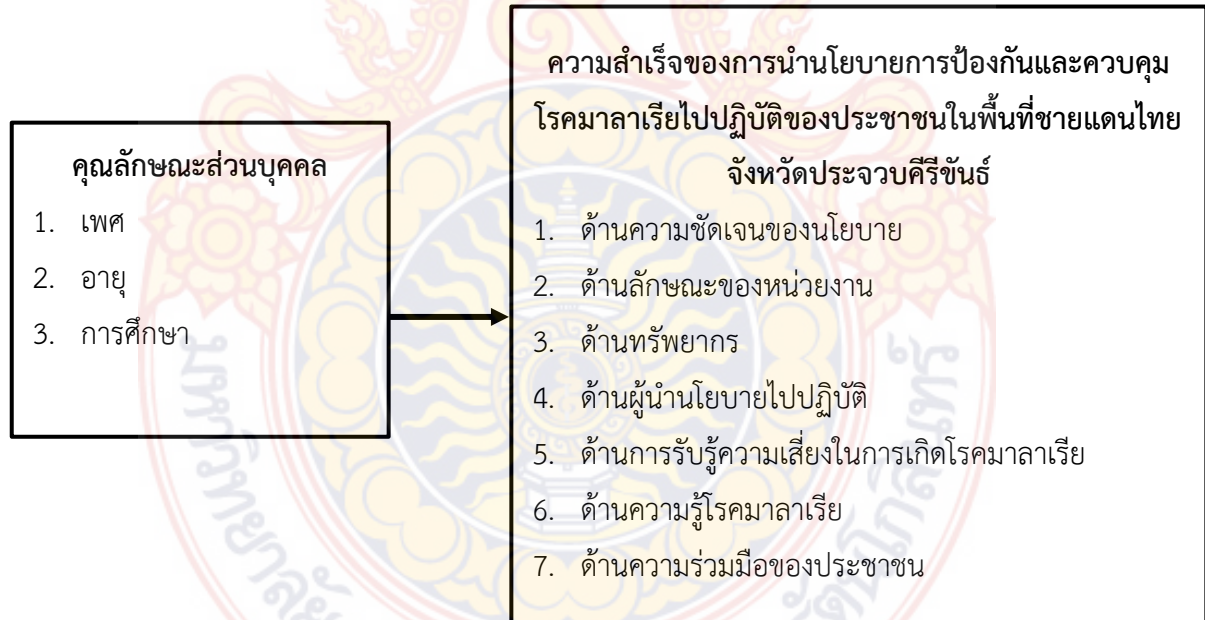 คุณลักษณะส่วนบุคคล
1. เพศ
2. อายุ
3. การศึกษา
ความสำเร็จของการนำนโยบายการป้องกันและควบคุม
โรคมาลาเรียไปปฏิบัติของประชาชนในพื้นที่ชายแดนไทย
จังหวัดประจวบคีรีขันธ์
1. ด้านความชัดเจนของนโยบาย
2. ด้านลักษณะของหน่วยงาน
3. ด้านทรัพยากร
4. ด้านผู้นำนโยบายไปปฏิบัติ
5. ด้านการรับรู้ความเสี่ยงในการเกิดโรคมาลาเรีย
6. ด้านความรู้โรคมาลาเรีย
7. ด้านความร่วมมือของประชาชน